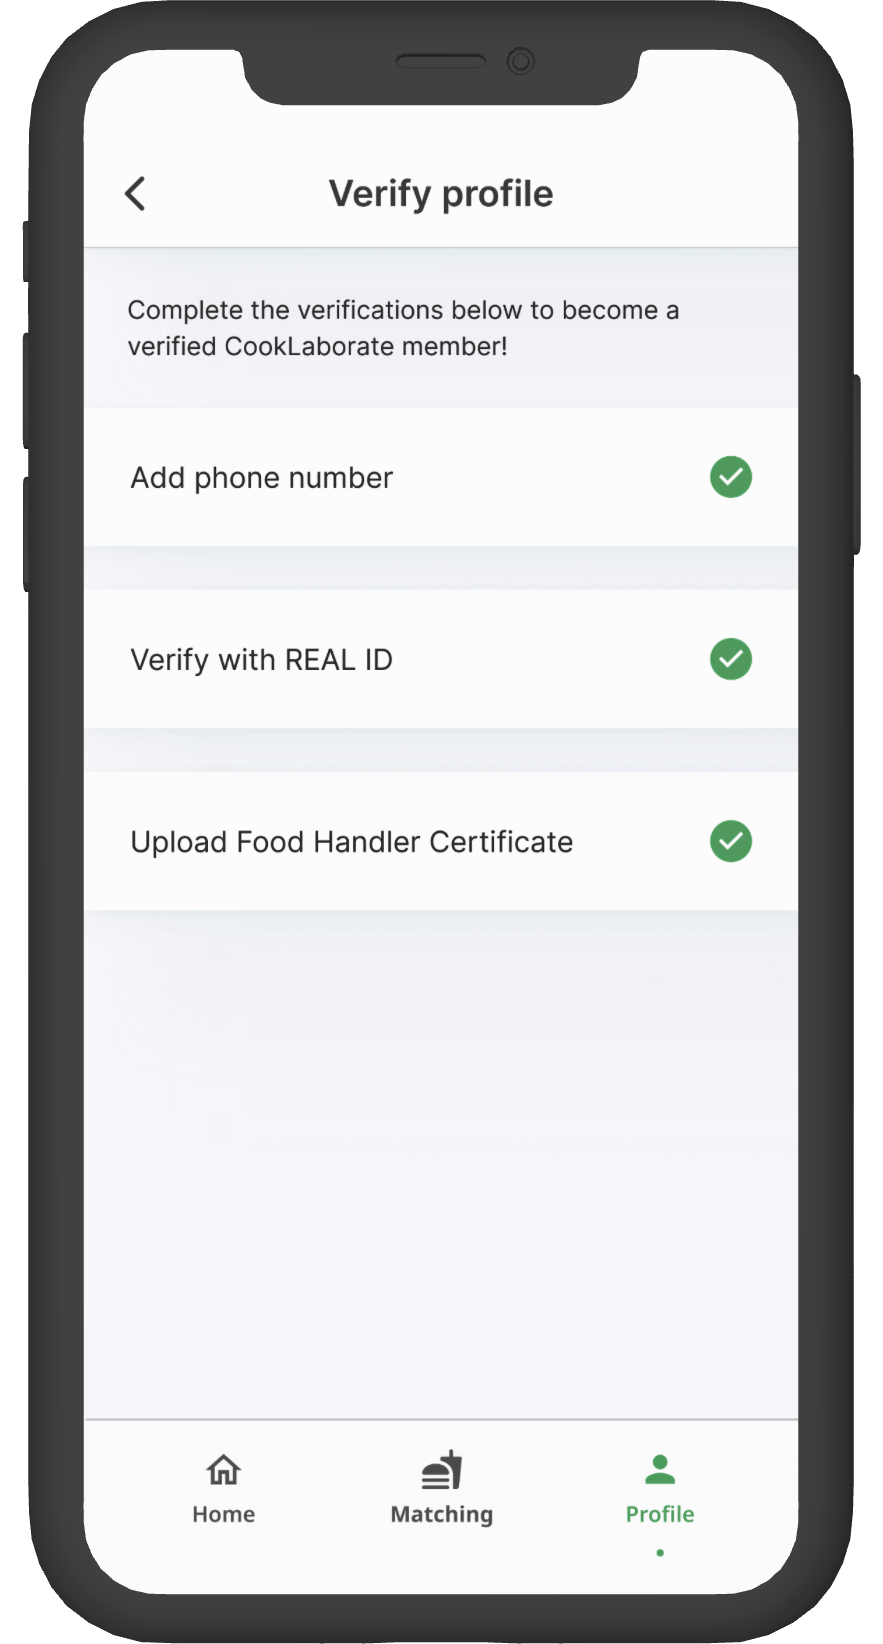 Verify profile
Complete the verifications below to become a
verified CookLaborate member!
Add phone number
Verify with REAL ID
Upload Food Handler Certificate
Home
Matching
Profile